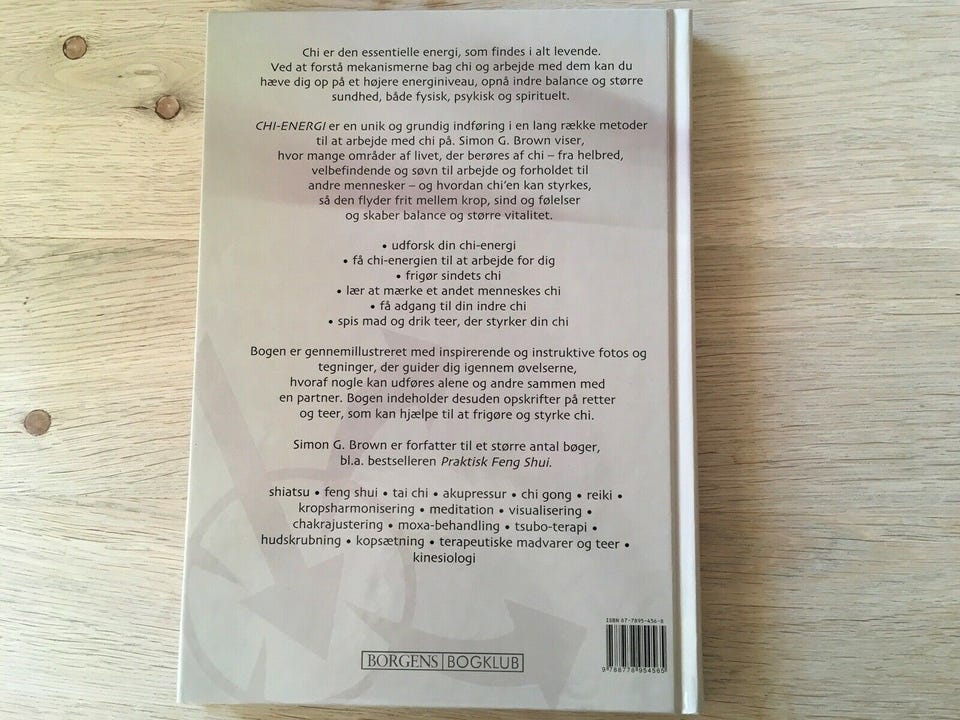 Chi er den essentielle energi, som findes i alt levende.
Ved at forstå mekanismerne bag chi og arbejde med dem kan du
hæve dig op på et højere energiniveau, opnå indre balance og større
sundhed, både fysisk, psykisk og spirituelt.
CHI-ENERGI er en unik og grundig indføring i en lang række metoder
til at arbejde med chi på. Simon G. Brown viser,
hvor mange områder af livet, der berøres af chi – fra helbred,
velbefindende og søvn til arbejde og forholdet til
andre mennesker – og hvordan chi'en kan styrkes,
så den flyder frit mellem krop, sind og følelser
og skaber balance og større vitalitet.
• udforsk din chi-energi
• få chi-energien til at arbejde for dig
• frigør sindets chi
• lær at mærke et andet menneskes chi
• få adgang til din indre chi
• spis mad og drik teer, der styrker din chi
Bogen er gennemillustreret med inspirerende og instruktive fotos og
tegninger, der guider dig igennem øvelserne,
hvoraf nogle kan udføres alene og andre sammen med
en partner. Bogen indeholder desuden opskrifter på retter
og teer, som kan hjælpe til at frigøre og styrke chi.
Simon G. Brown er forfatter til et større antal bøger,
bl.a. bestselleren Praktisk Feng Shui.
shiatsu • feng shui • tai chi • akupressur • chi gong • reiki •
kropsharmonisering • meditation • visualisering •
chakrajustering • moxa-behandling • tsubo-terapi •
hudskrubning • kopsætning • terapeutiske madvarer og teer •
kinesiologi
ISBN 87-7895-456-8
9 788778 954565
BORGENS BOGKLUB